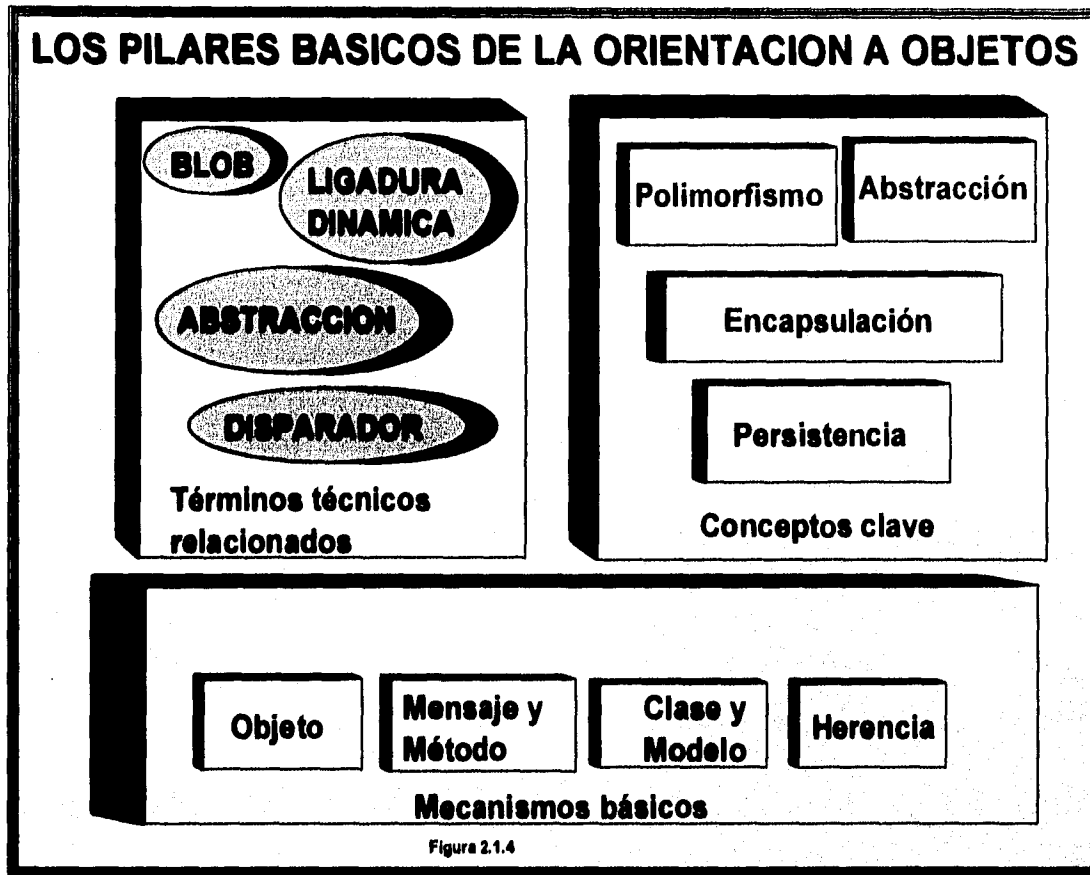 LOS PILARES BASICOS DE LA ORIENTACION A OBJETOS
BLOB
LIGADURA
DINAMICA
ABSTRACCION
DISPARADOR
Términos técnicos
relacionados
Polimorfismo
Abstracción
Encapsulación
Persistencia
Conceptos clave
Objeto
Mensaje y
Método
Clase y
Modelo
Herencia
Mecanismos básicos
Figura 2.1.4